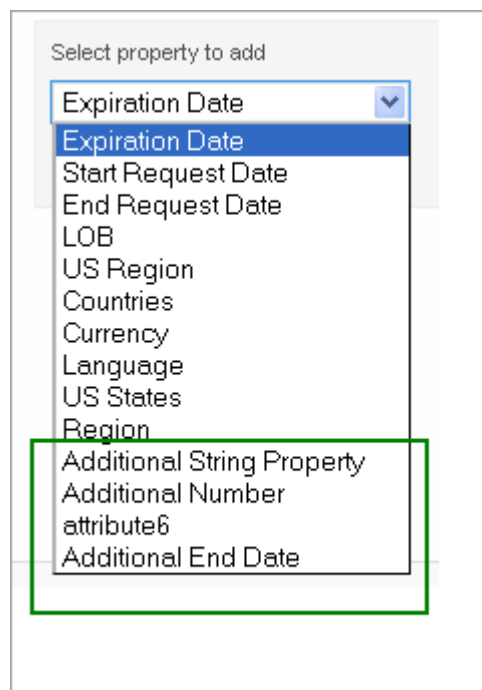 Select property to add
Expiration Date
Expiration Date
Start Request Date
End Request Date
LOB
US Region
Countries
Currency
Language
US States
Region
Additional String Property
Additional Number
attribute6
Additional End Date